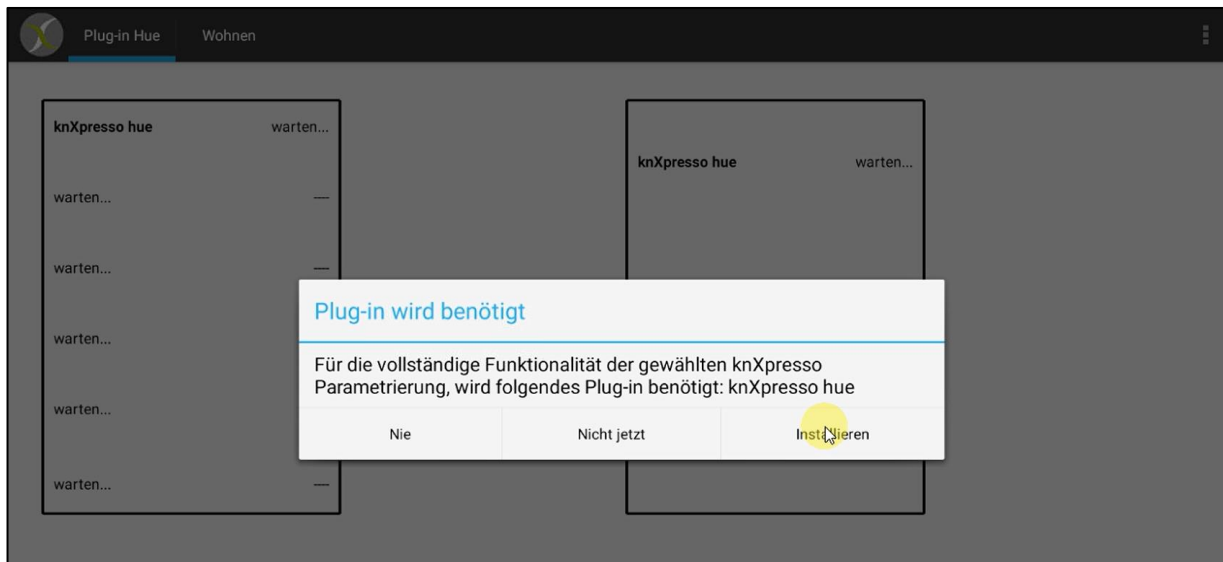 Plug-in Hue Wohnen
knXpresso hue warten...
warten... ---
warten... ---
warten...
warten...
warten... ---
knXpresso hue warten...
Plug-in wird benötigt
Für die vollständige Funktionalität der gewählten knXpresso
Parametrierung, wird folgendes Plug-in benötigt: knXpresso hue
Nie Nicht jetzt Installieren